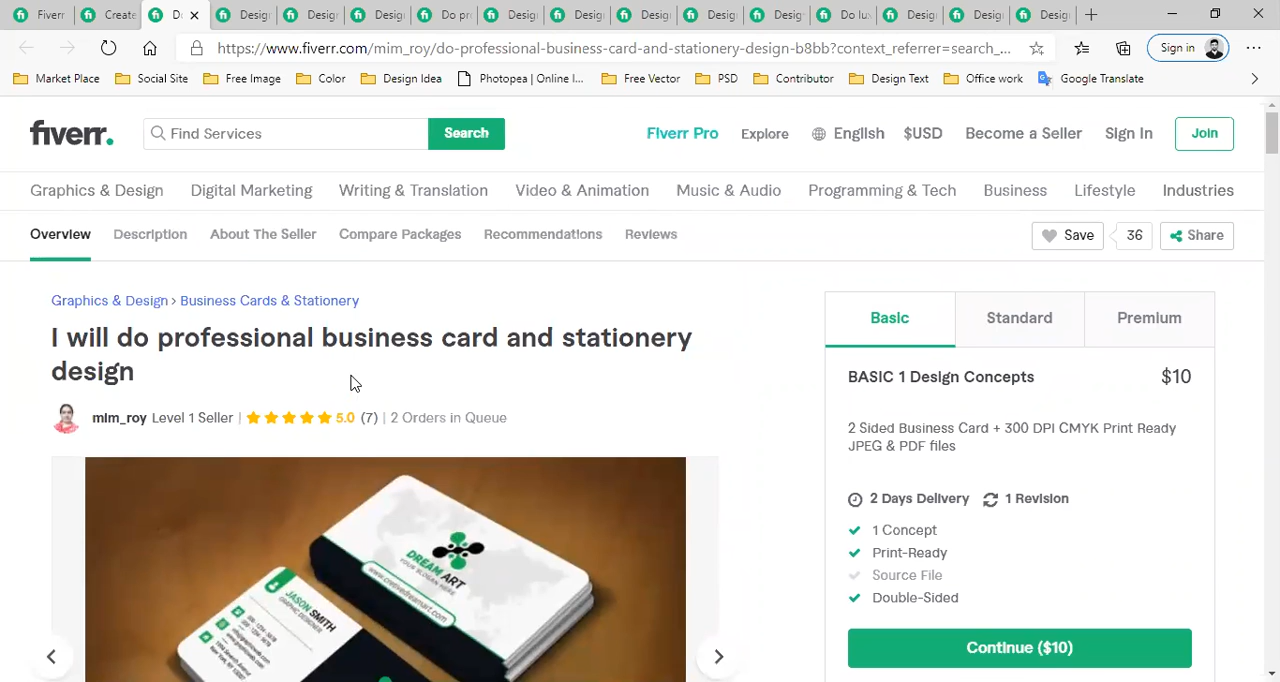 Fiverr
Create
D
Design
Design
Design
Do pr
Design
Design
Design
Design
Design
Do lu
Design
Design
Design
https://www.fiverr.com/mim_roy/do-professional-business-card-and-stationery-design-b8bb?context_referrer=search_...
Sign in
Market Place
Social Site
Free Image
Color
Design Idea
Photopea | Online I...
Free Vector
PSD
Contributor
Design Text
Office work
Google Translate
fiverr.
Find Services
Search
Fiverr Pro
Explore
English
$USD
Become a Seller
Sign In
Join
Graphics & Design
Digital Marketing
Writing & Translation
Video & Animation
Music & Audio
Programming & Tech
Business
Lifestyle
Industries
Overview
Description
About The Seller
Compare Packages
Recommendations
Reviews
Save
36
Share
Graphics & Design › Business Cards & Stationery
I will do professional business card and stationery
design
mim_roy Level 1 Seller | 5.0 (7) | 2 Orders in Queue
Basic
Standard
Premium
BASIC 1 Design Concepts $10
2 Sided Business Card + 300 DPI CMYK Print Ready
JPEG & PDF files
2 Days Delivery 1 Revision
1 Concept
Print-Ready
Source File
Double-Sided
Continue ($10)
DREAM ART
YOUR SLOGAN HERE
www.creativedreamart.com
JASON SMITH
GRAPHIC DESIGNER